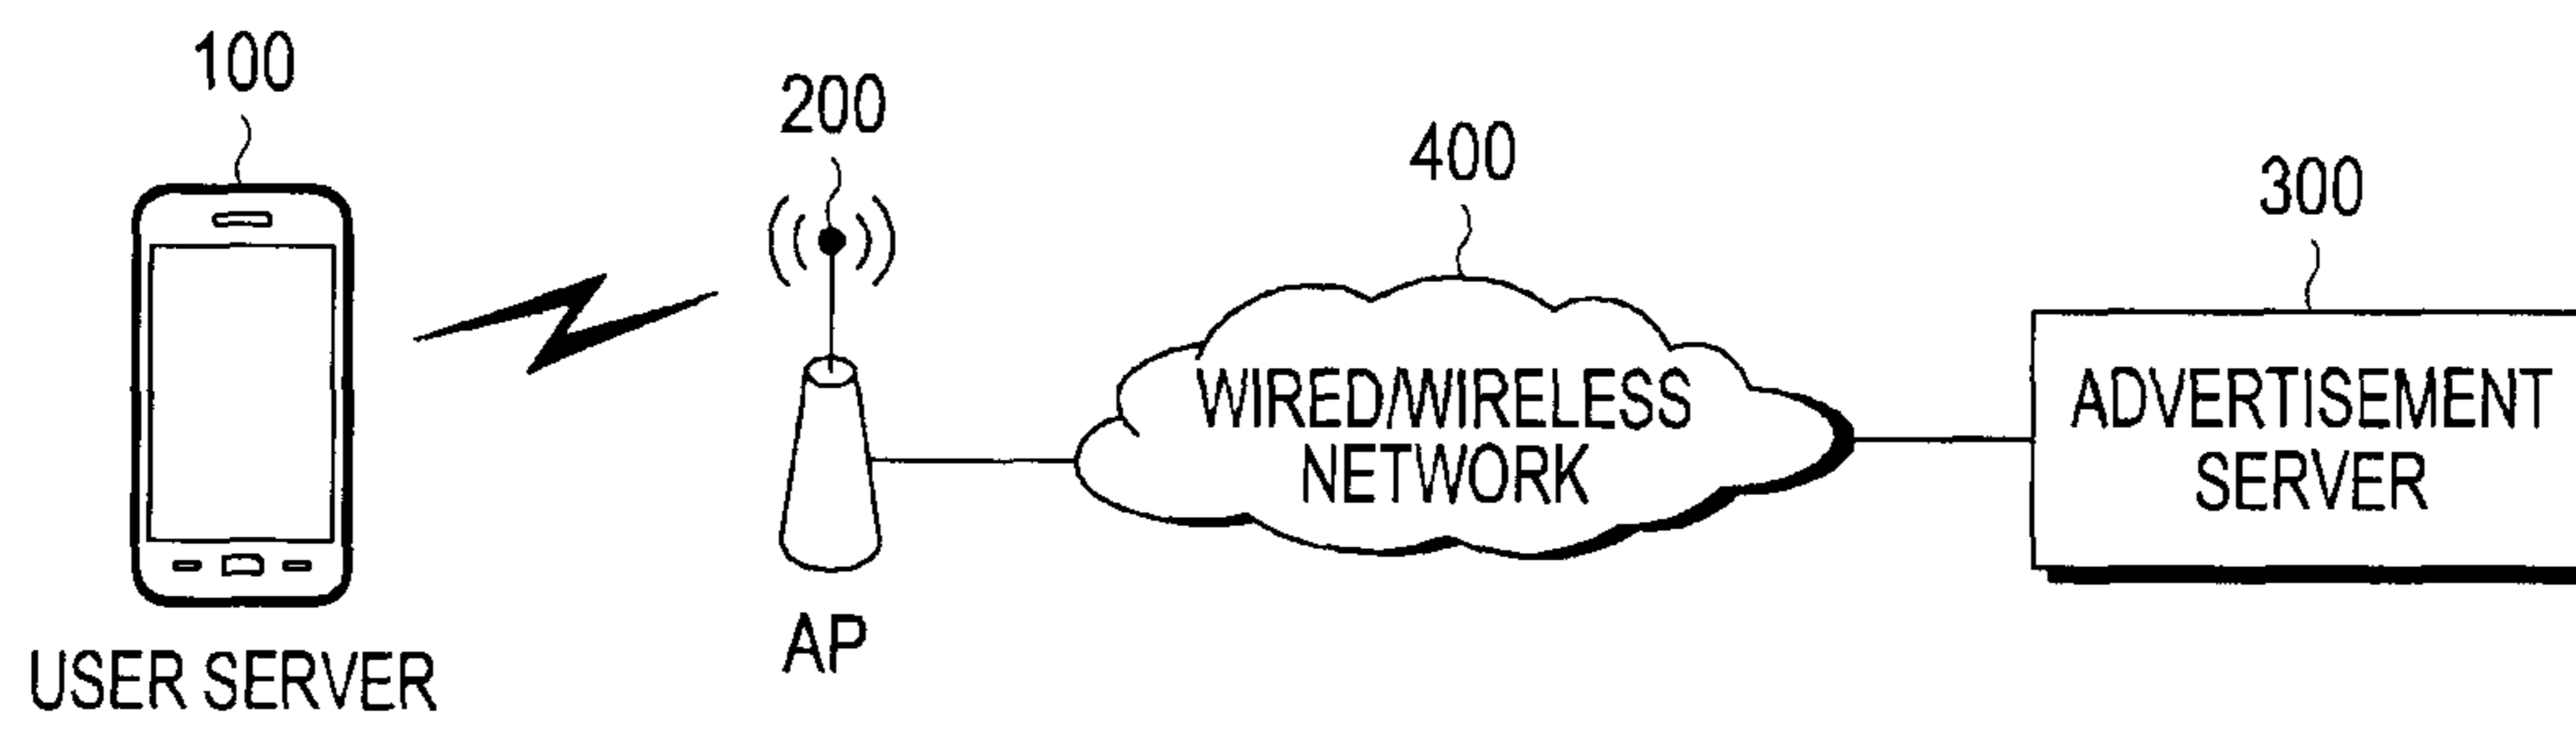 100
200
400
300
WIRED/WIRELESS
NETWORK
ADVERTISEMENT
SERVER
AP
USER SERVER